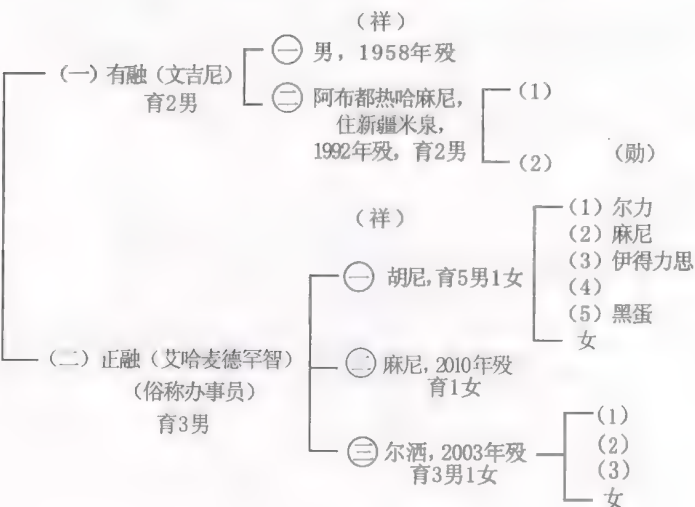 (祥)
㊀ 男，1958年殁
(一) 有融 (文吉尼)
育2男
㊁ 阿布都热哈麻尼，
住新疆米泉，
1992年殁，育2男
(1)
(2)
(勋)
(祥)
㊀ 胡尼，育5男1女
(1) 尔力
(2) 麻尼
(3) 伊得力思
(4)
(5) 黑蛋
女
(二) 正融 (艾哈麦德罕智)
(俗称办事员)
育3男
㊁ 麻尼，2010年殁
育1女
㊂ 尔洒，2003年殁
育3男1女
(1)
(2)
(3)
女